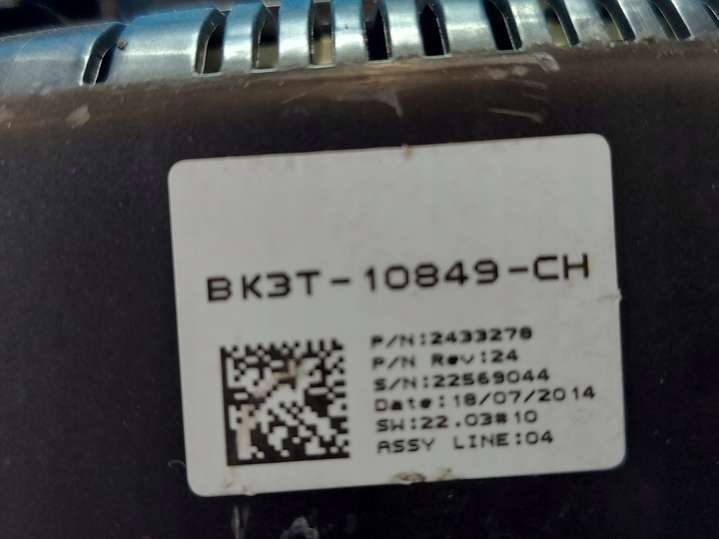 BK3T-10849-CH
P/N:2433278
P/N Rev:24
S/N:22569044
Date:18/07/2014
SW:22.03#10
ASSY LINE:04